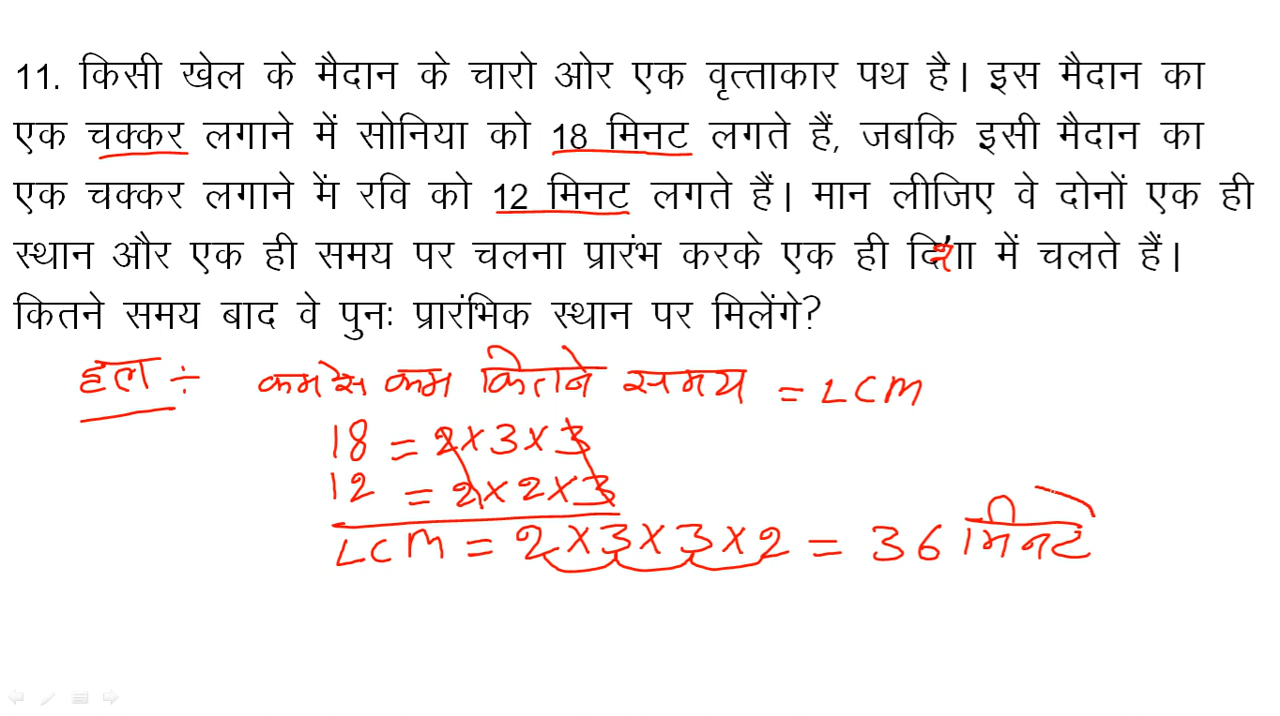 11. किसी खेल के मैदान के चारो ओर एक वृत्ताकार पथ है। इस मैदान का
एक चक्कर लगाने में सोनिया को 18 मिनट लगते हैं, जबकि इसी मैदान का
एक चक्कर लगाने में रवि को 12 मिनट लगते हैं। मान लीजिए वे दोनों एक ही
स्थान और एक ही समय पर चलना प्रारंभ करके एक ही दिशा में चलते हैं।
कितने समय बाद वे पुनः प्रारंभिक स्थान पर मिलेंगे?
हल ÷ कम से कम कितने समय = LCM
18 = 2×3×3
12 = 2×2×3
LCM = 2×3×3×2 = 36 मिनटे